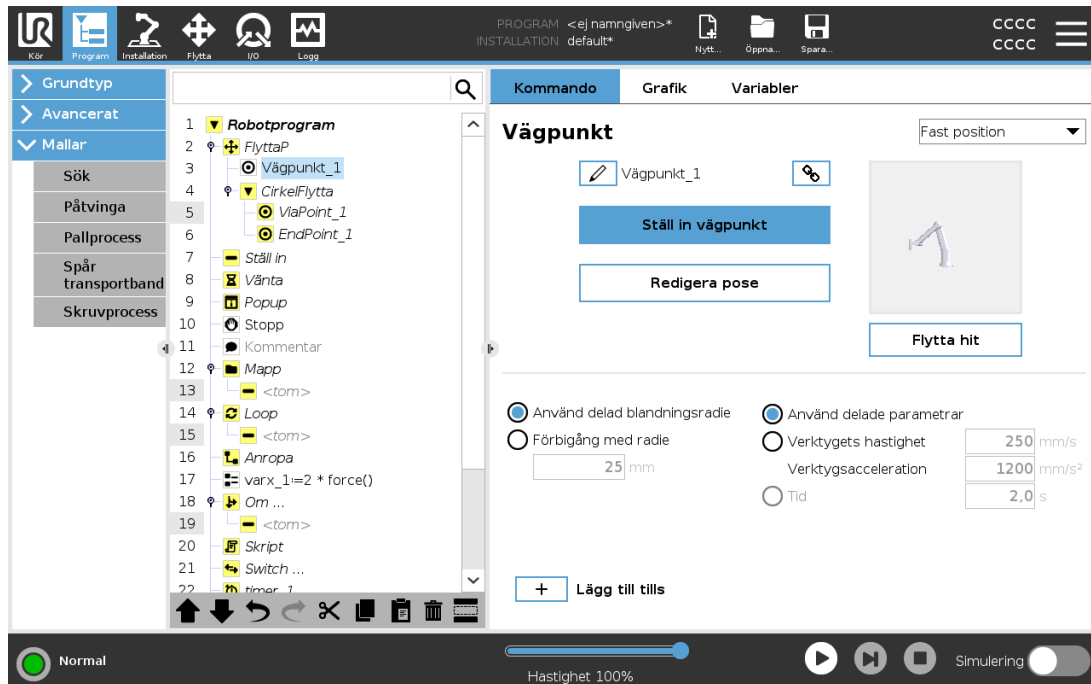 UR
PROGRAM <ej namngiven>*
INSTALLATION default*
CCCC
CCCC
Kör
Program
Installation
Flytta
I/O
Logg
Nytt...
Öppna...
Spara...
Grundtyp
Avancerat
Mallar
Sök
Påtvinga
Pallprocess
Spår
transportband
Skruvprocess
1 Robotprogram
2 FlyttaP
3 Vägpunkt_1
4 CirkelFlytta
5 ViaPoint_1
6 EndPoint_1
7 Ställ in
8 Vänta
9 Popup
10 Stopp
11 Kommentar
12 Mapp
13 <tom>
14 Loop
15 <tom>
16 Anropa
17 varx_1:=2 * force()
18 Om ...
19 <tom>
20 Skript
21 Switch ...
22 timer_1
Kommando
Grafik
Variabler
Vägpunkt
Fast position
Vägpunkt_1
Ställ in vägpunkt
Redigera pose
Flytta hit
Använd delad blandningsradie
Förbigång med radie
25 mm
Använd delade parametrar
Verktygets hastighet 250 mm/s
Verktygsacceleration 1200 mm/s²
Tid 2,0 s
+ Lägg till tills
Normal
Hastighet 100%
Simulering